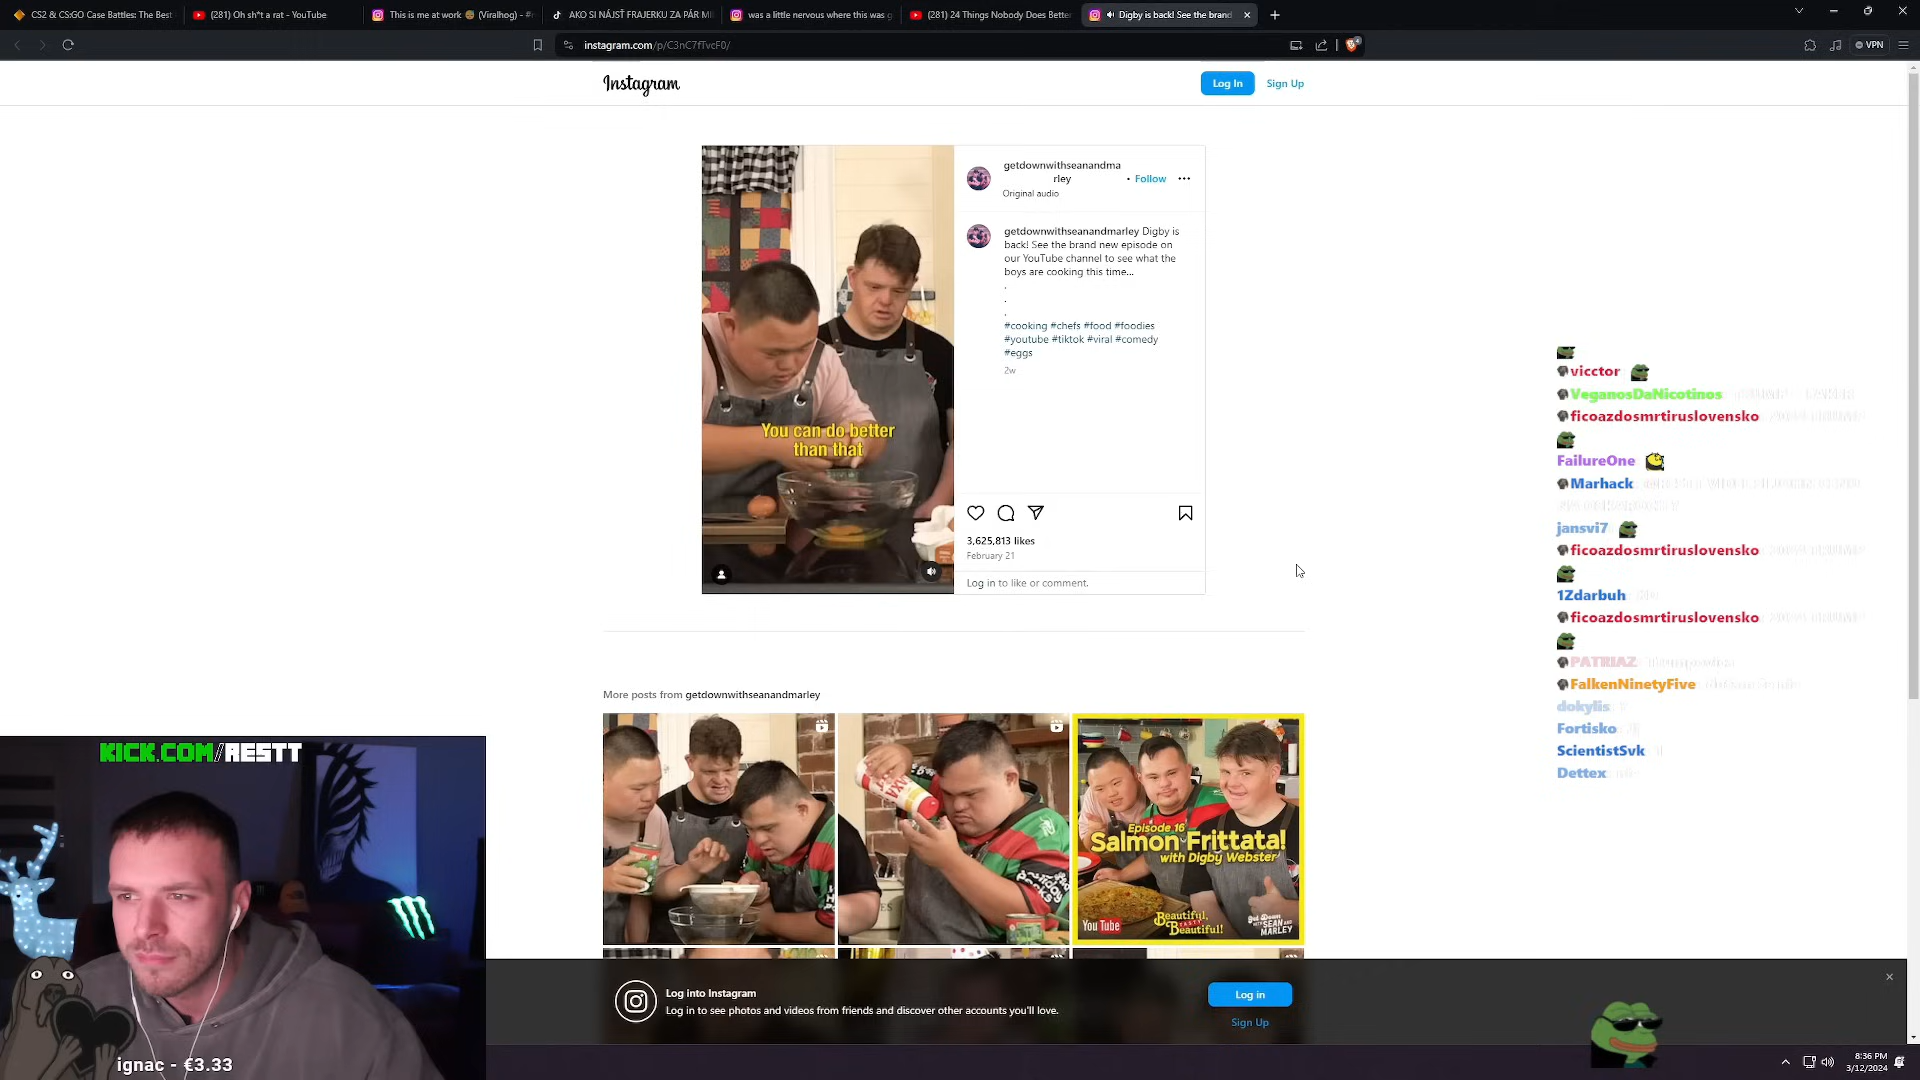 CS2 & CS:GO Case Battles: The Best
(281) Oh sh*t a rat - YouTube
This is me at work (Viralhog) - #
AKO SI NÁJSŤ FRAJERKU ZA PÁR MI
was a little nervous where this was g
(281) 24 Things Nobody Does Better
Digby is back! See the brand
instagram.com/p/C3nC7fTvcF0/
VPN
Instagram
Log In
Sign Up
getdownwithseanandma
rley
• Follow
Original audio
getdownwithseanandmarley Digby is
back! See the brand new episode on
our YouTube channel to see what the
boys are cooking this time...
.
.
.
#cooking #chefs #food #foodies
#youtube #tiktok #viral #comedy
#eggs
2w
You can do better
than that
3,625,813 likes
February 21
Log in to like or comment.
More posts from getdownwithseanandmarley
Episode 16
Salmon Frittata!
with Digby Webster
YouTube
Beautiful,
TASTY
Beautiful!
Get Down
WITH SEAN AND
MARLEY
Log into Instagram
Log in to see photos and videos from friends and discover other accounts you'll love.
Log in
Sign Up
vicctor
VeganosDaNicotinos
ficoazdosmrtiruslovensko
FailureOne
Marhack
jansvi7
ficoazdosmrtiruslovensko
1Zdarbuh
ficoazdosmrtiruslovensko
PATRIAZ
FalkenNinetyFive
dokylis
Fortisko
ScientistSvk
Dettex
KICK.COM/RESTT
ignac - €3.33
8:36 PM
3/12/2024